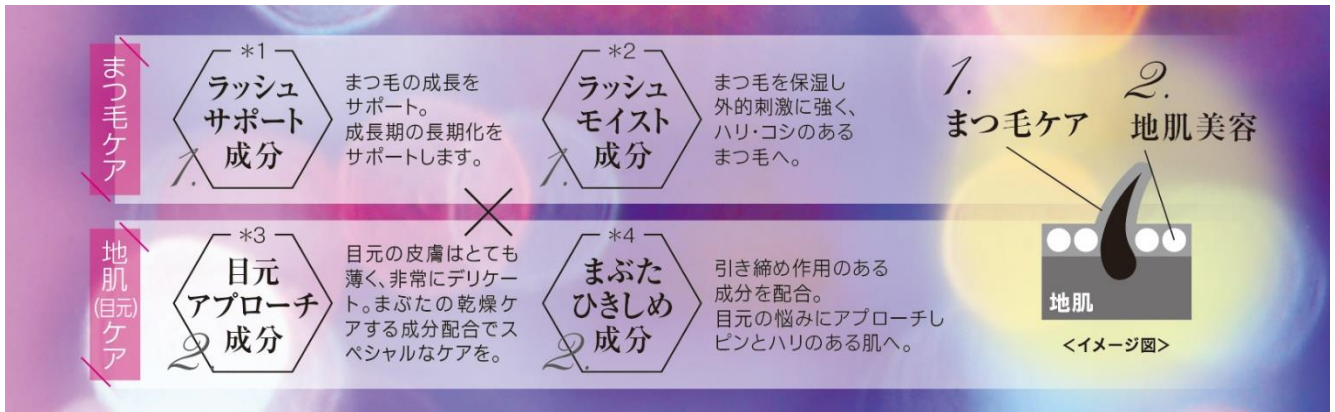 まつ毛ケア
*1
ラッシュ
サポート
成分
1.
まつ毛の成長を
サポート。
成長期の長期化を
サポートします。
*2
ラッシュ
モイスト
成分
1.
まつ毛を保湿し
外的刺激に強く、
ハリ・コシのある
まつ毛へ。
×
地肌
(目元)
ケア
*3
目元
アプローチ
成分
2.
目元の皮膚はとても
薄く、非常にデリケー
ト。まぶたの乾燥ケ
アする成分配合でス
ペシャルなケアを。
*4
まぶた
ひきしめ
成分
2.
引き締め作用のある
成分を配合。
目元の悩みにアプローチし
ピンとハリのある肌へ。
1.
まつ毛ケア
2.
地肌美容
地肌
<イメージ図>